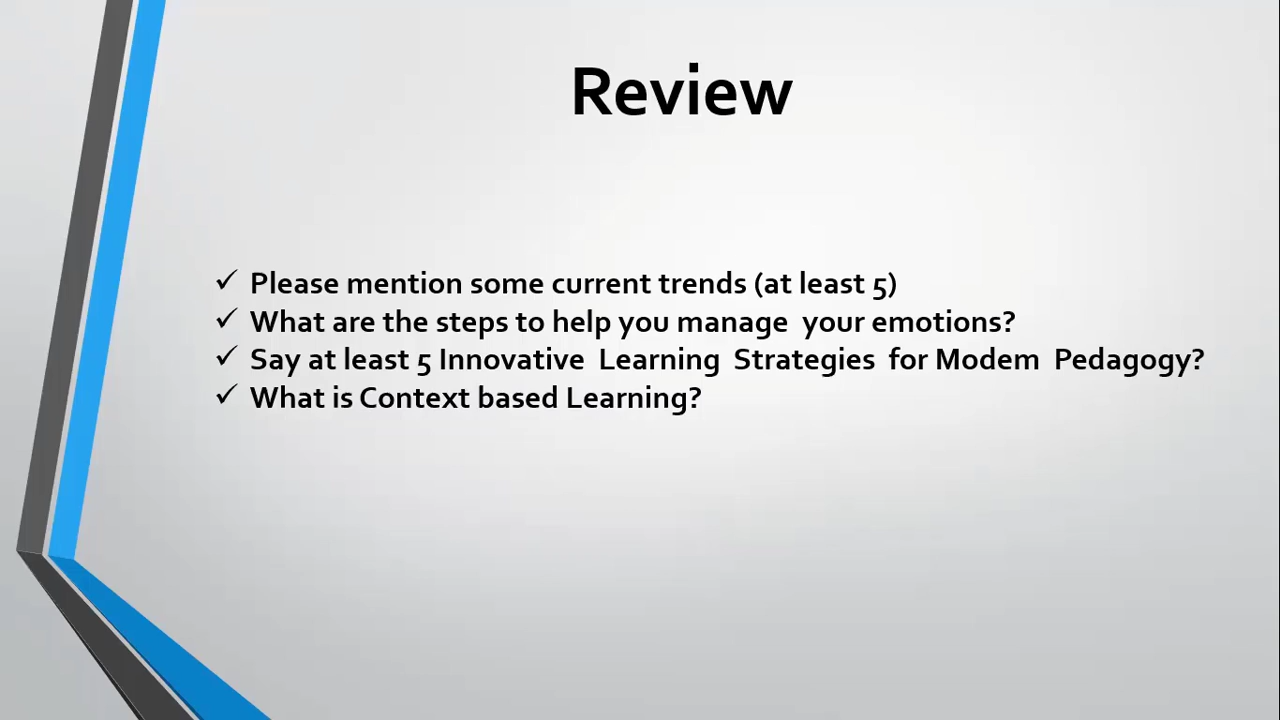 Review
✓ Please mention some current trends (at least 5)
✓ What are the steps to help you manage  your emotions?
✓ Say at least 5 Innovative  Learning  Strategies  for Modem  Pedagogy?
✓ What is Context based Learning?